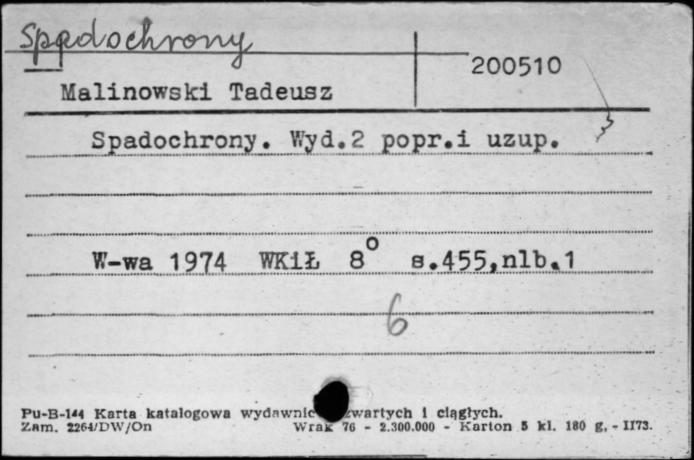 Spadochrony
200510
Malinowski Tadeusz
Spadochrony. Wyd.2 popr.i uzup.
W-wa 1974 WKiŁ 8° s.455,nlb.1
6
Pu-B-144 Karta katalogowa wydawnic zwartych i ciągłych.
Zam. 2264/DW/On Wrak 76 - 2.300.000 - Karton 5 kl. 180 g, - II73.